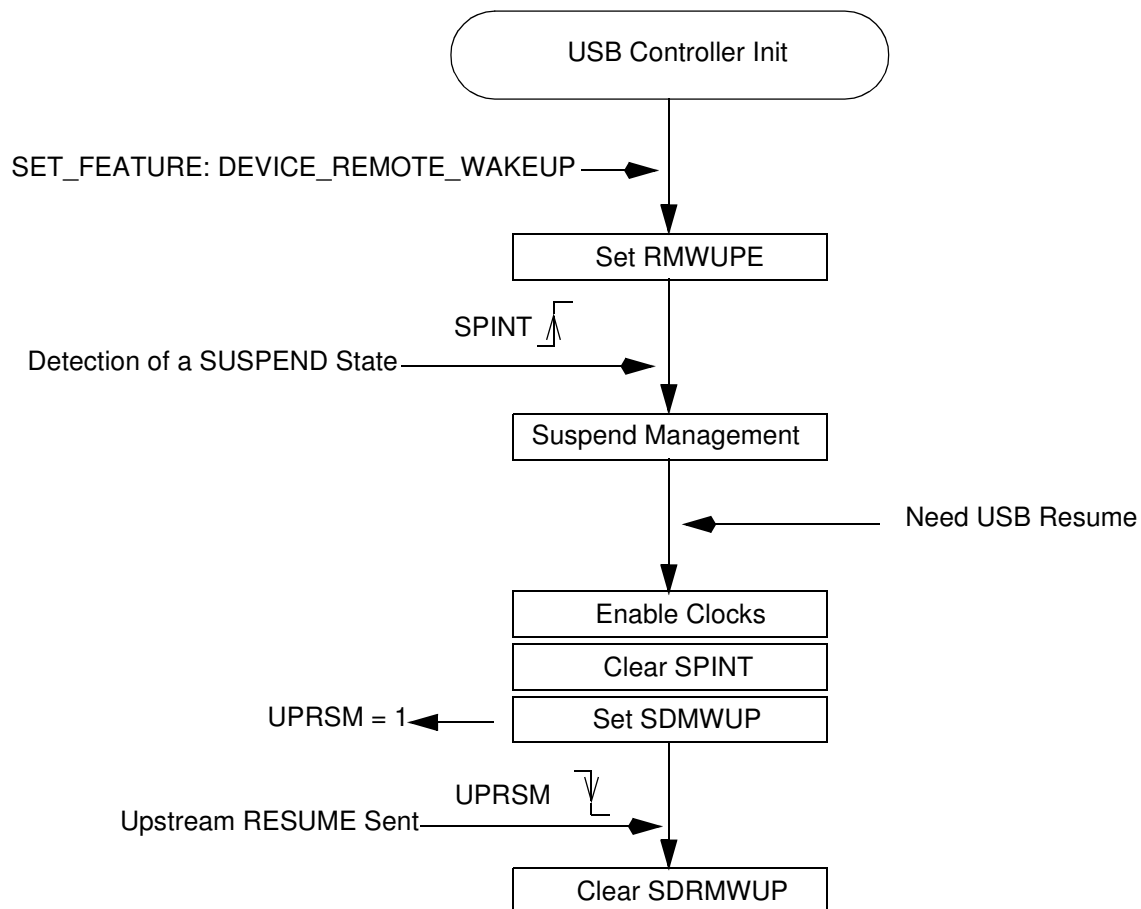 USB Controller Init
SET_FEATURE: DEVICE_REMOTE_WAKEUP
Set RMWUPE
SPINT
Detection of a SUSPEND State
Suspend Management
Need USB Resume
Enable Clocks
Clear SPINT
UPRSM = 1
Set SDMWUP
UPRSM
Upstream RESUME Sent
Clear SDRMWUP